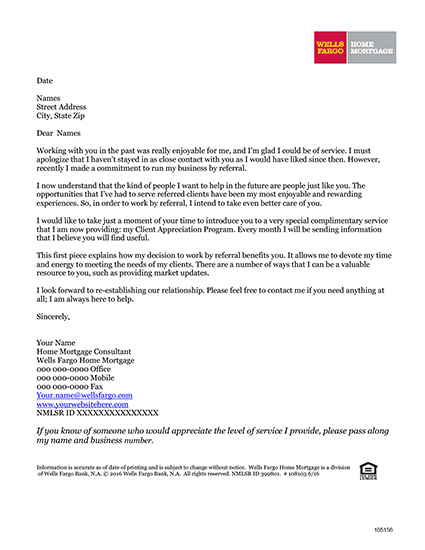 WELLS HOME
FARGO MORTGAGE
Date
Names
Street Address
City, State Zip
Dear Names
Working with you in the past was really enjoyable for me, and I'm glad I could be of service. I must
apologize that I haven't stayed in as close contact with you as I would have liked since then. However,
recently I made a commitment to run my business by referral.
I now understand that the kind of people I want to help in the future are people just like you. The
opportunities that I've had to serve referred clients have been my most enjoyable and rewarding
experiences. So, in order to work by referral, I intend to take even better care of you.
I would like to take just a moment of your time to introduce you to a very special complimentary service
that I am now providing: my Client Appreciation Program. Every month I will be sending information
that I believe you will find useful.
This first piece explains how my decision to work by referral benefits you. It allows me to devote my time
and energy to meeting the needs of my clients. There are a number of ways that I can be a valuable
resource to you, such as providing market updates.
I look forward to re-establishing our relationship. Please feel free to contact me if you need anything at
all; I am always here to help.
Sincerely,
Your Name
Home Mortgage Consultant
Wells Fargo Home Mortgage
000 000-0000 Office
000 000-0000 Mobile
000 000-0000 Fax
Your.name@wellsfargo.com
www.yourwebsitehere.com
NMLSR ID XXXXXXXXXXXXXXX
If you know of someone who would appreciate the level of service I provide, please pass along
my name and business number.
Information is accurate as of date of printing and is subject to change without notice. Wells Fargo Home Mortgage is a division
of Wells Fargo Bank, N.A. © 2016 Wells Fargo Bank, N.A. All rights reserved. NMLSR ID 399801. # 108103 6/16
LENDER
105156